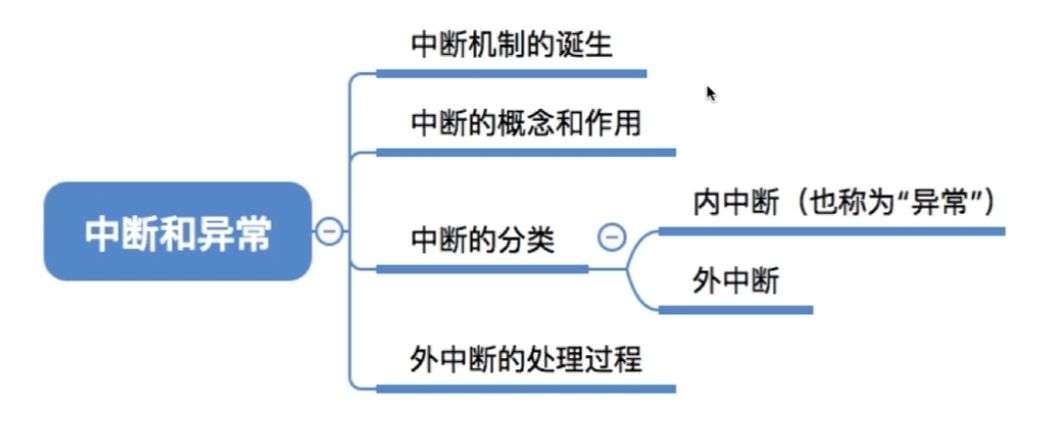 中断和异常
中断机制的诞生
中断的概念和作用
中断的分类
内中断（也称为“异常”）
外中断
外中断的处理过程